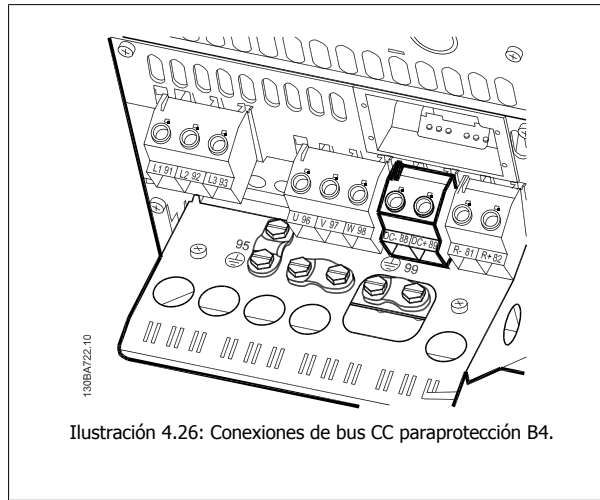 L1 91 L2 92 L3 93
U 96 V 97 W 98
DC- 88 DC+ 89
R- 81 R+ 82
95
99
130BA722.10
Ilustración 4.26: Conexiones de bus CC paraprotección B4.